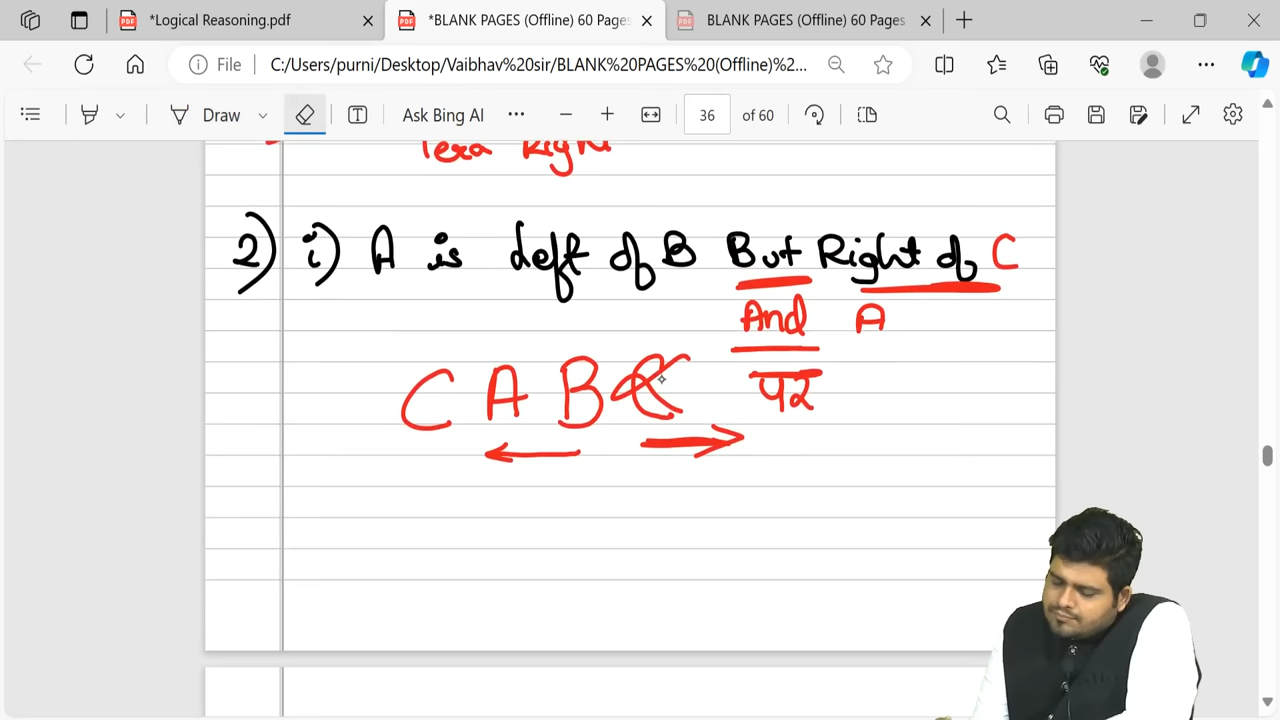 *Logical Reasoning.pdf
*BLANK PAGES (Offline) 60 Pages
BLANK PAGES (Offline) 60 Pages
File
C:/Users/purni/Desktop/Vaibhav%20sir/BLANK%20PAGES%20(Offline)%2...
Draw
Ask Bing AI
36 of 60
Tera Right
2) i) A is Left of B But Right of C
And A
पर
C A B C